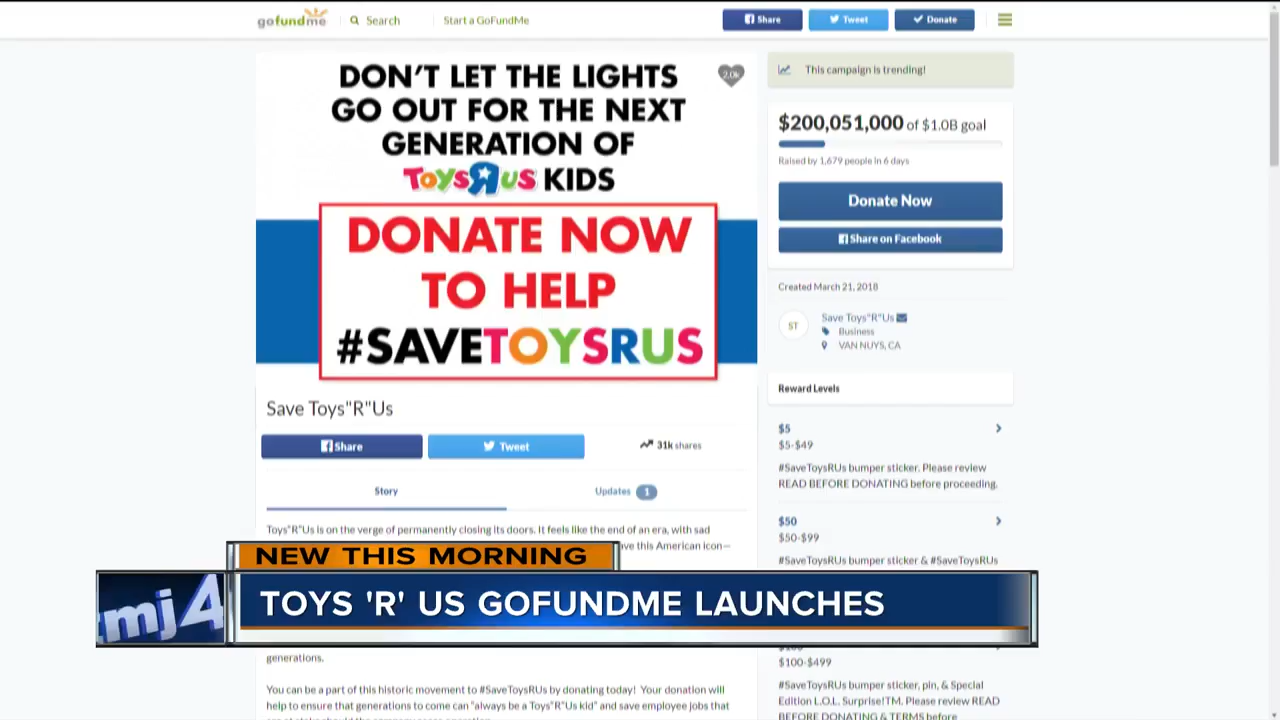 gofundme
Search
Start a GoFundMe
Share
Tweet
Donate
DON'T LET THE LIGHTS
GO OUT FOR THE NEXT
GENERATION OF
TOYSRUS KIDS
2.0k
DONATE NOW
TO HELP
#SAVETOYSRUS
Save Toys"R"Us
Share
Tweet
31k shares
Story
Updates 1
Toys"R"Us is on the verge of permanently closing its doors. It feels like the end of an era, with sad
ave this American icon—
generations.
You can be a part of this historic movement to #SaveToysRUs by donating today! Your donation will
help to ensure that generations to come can "always be a Toys"R"Us kid" and save employee jobs that
This campaign is trending!
$200,051,000 of $1.0B goal
Raised by 1,679 people in 6 days
Donate Now
Share on Facebook
Created March 21, 2018
ST
Save Toys"R"Us
Business
VAN NUYS, CA
Reward Levels
$5
$5-$49
#SaveToysRUs bumper sticker. Please review
READ BEFORE DONATING before proceeding.
$50
$50-$99
#SaveToysRUs bumper sticker & #SaveToysRUs
$100-$499
#SaveToysRUs bumper sticker, pin, & Special
Edition L.O.L. Surprise!TM. Please review READ
BEFORE DONATING & TERMS before
NEW THIS MORNING
tmj4
TOYS 'R' US GOFUNDME LAUNCHES